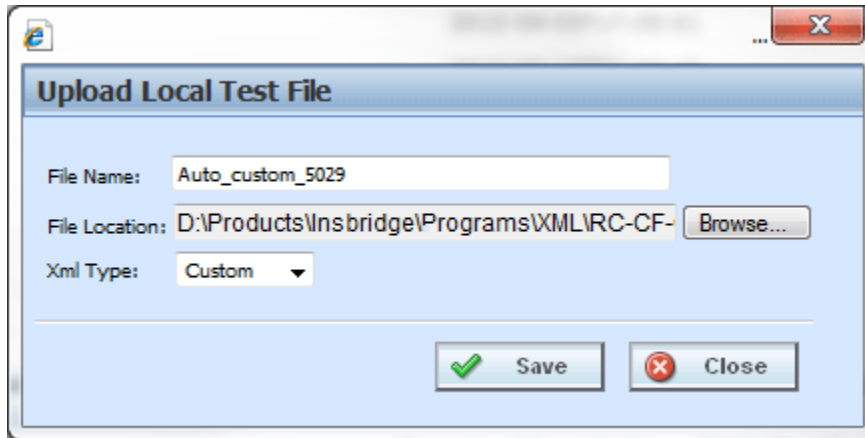 ...
Upload Local Test File
File Name: Auto_custom_5029
File Location: D:\Products\Insbridge\Programs\XML\RC-CF- Browse...
Xml Type: Custom
Save Close